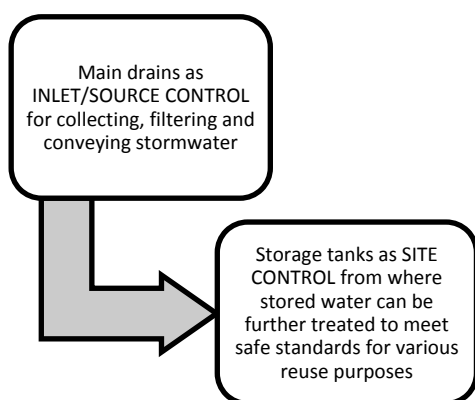 Main drains as
INLET/SOURCE CONTROL
for collecting, filtering and
conveying stormwater
Storage tanks as SITE
CONTROL from where
stored water can be
further treated to meet
safe standards for various
reuse purposes